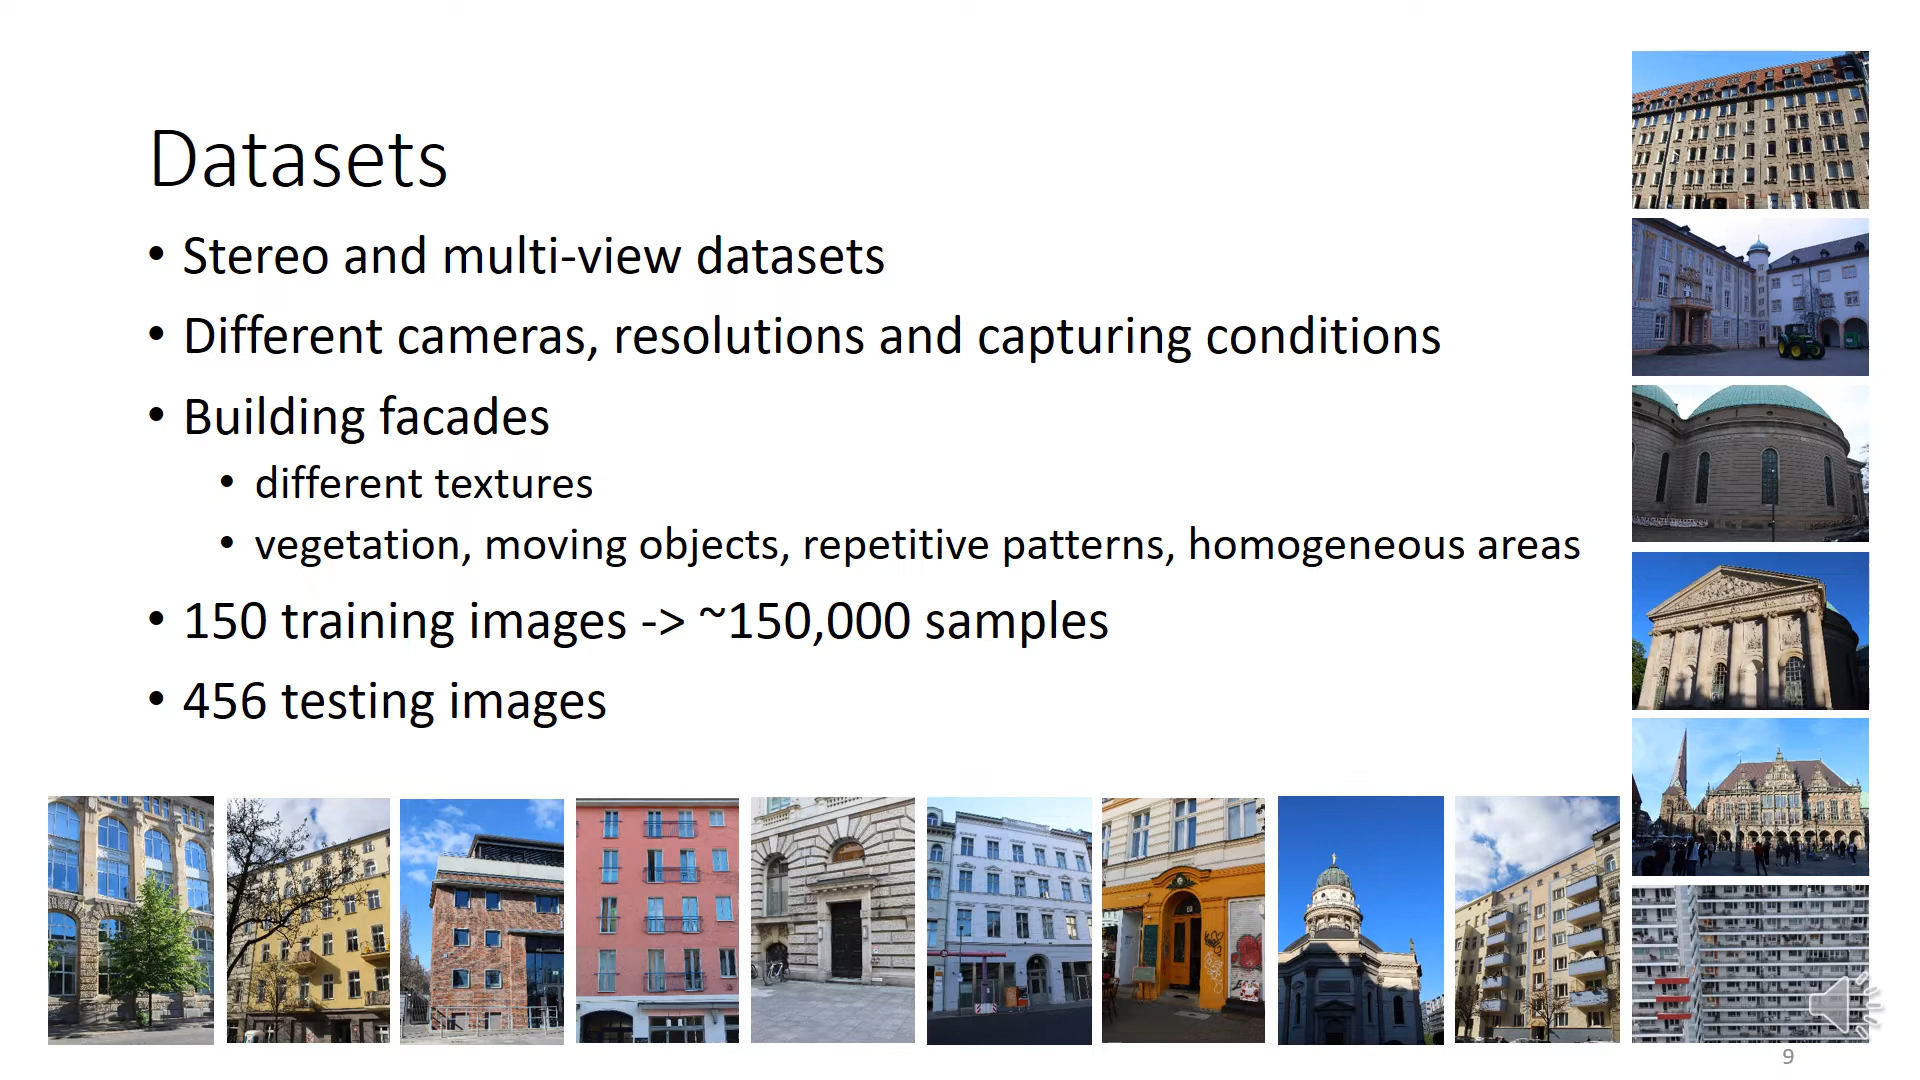 Datasets
• Stereo and multi-view datasets
• Different cameras, resolutions and capturing conditions
• Building facades
• different textures
• vegetation, moving objects, repetitive patterns, homogeneous areas
• 150 training images -> ~150,000 samples
• 456 testing images
9